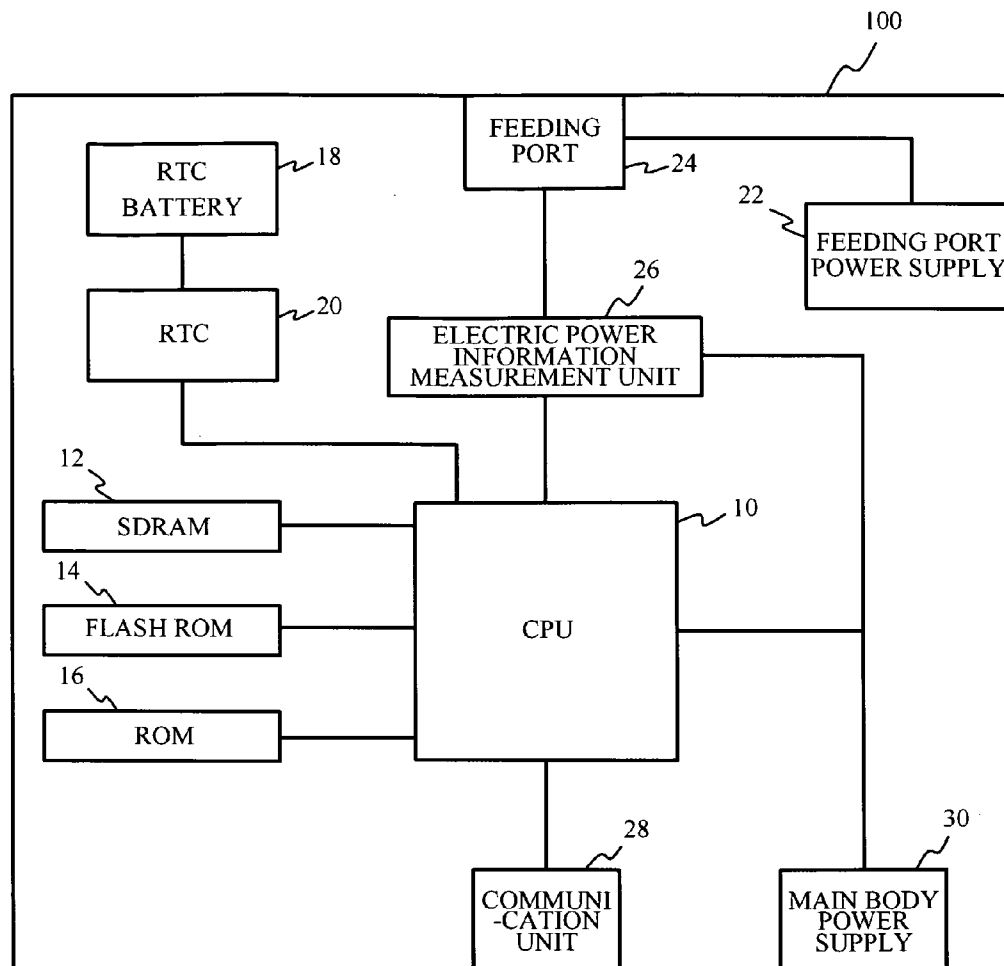 100
FEEDING
PORT
24
RTC
BATTERY
18
22
FEEDING PORT
POWER SUPPLY
RTC
20
26
ELECTRIC POWER
INFORMATION
MEASUREMENT UNIT
12
SDRAM
10
CPU
14
FLASH ROM
16
ROM
28
COMMUNI
-CATION
UNIT
30
MAIN BODY
POWER
SUPPLY